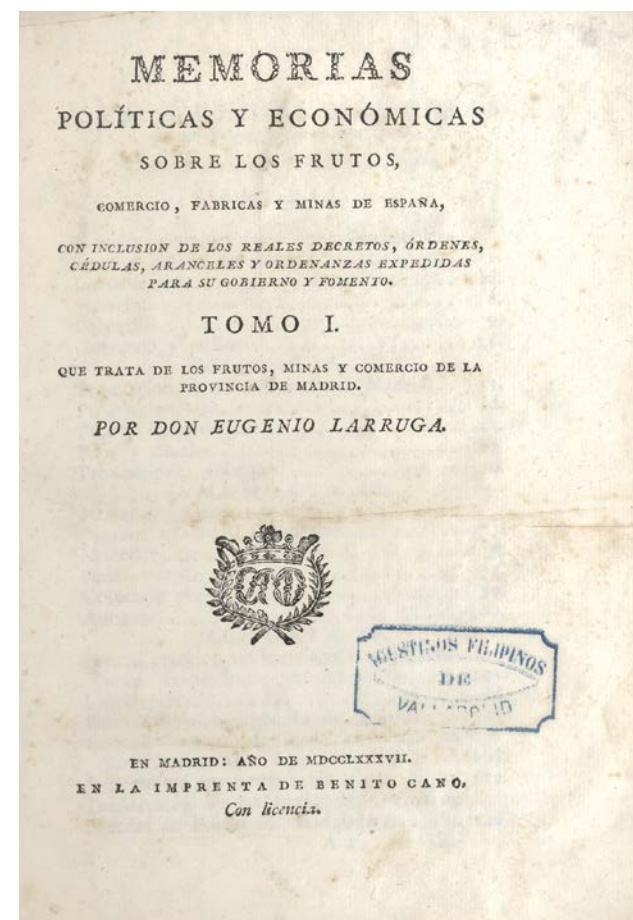 MEMORIAS
POLÍTICAS Y ECONÓMICAS
SOBRE LOS FRUTOS,
COMERCIO, FABRICAS Y MINAS DE ESPAÑA,
CON INCLUSION DE LOS REALES DECRETOS, ÓRDENES,
CÉDULAS, ARANCELES Y ORDENANZAS EXPEDIDAS
PARA SU GOBIERNO Y FOMENTO.
TOMO I.
QUE TRATA DE LOS FRUTOS, MINAS Y COMERCIO DE LA
PROVINCIA DE MADRID.
POR DON EUGENIO LARRUGA.
AGUSTINOS FILIPINOS
DE
VALLADOLID
EN MADRID: AÑO DE MDCCLXXXVII.
EN LA IMPRENTA DE BENITO CANO,
Con licencia.